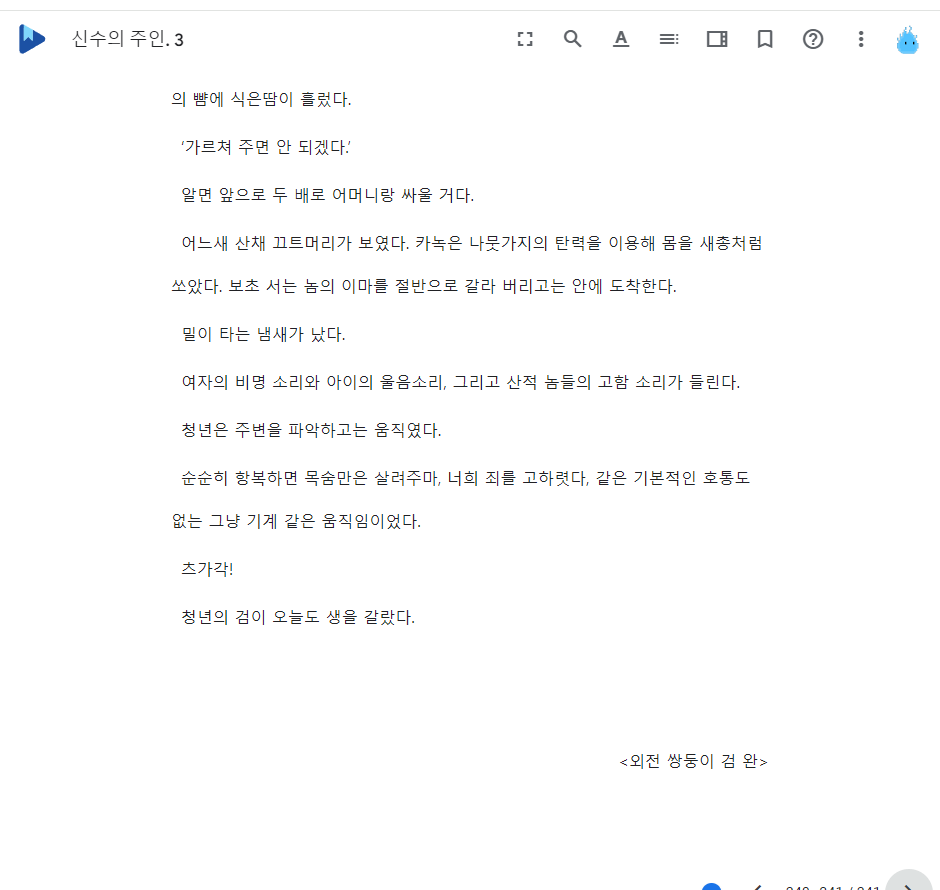 신수의 주인. 3
의 뺨에 식은땀이 흘렀다.
'가르쳐 주면 안 되겠다.'
알면 앞으로 두 배로 어머니랑 싸울 거다.
어느새 산채 끄트머리가 보였다. 카녹은 나뭇가지의 탄력을 이용해 몸을 새총처럼
쏘았다. 보초 서는 놈의 이마를 절반으로 갈라 버리고는 안에 도착한다.
밀이 타는 냄새가 났다.
여자의 비명 소리와 아이의 울음소리, 그리고 산적 놈들의 고함 소리가 들린다.
청년은 주변을 파악하고는 움직였다.
순순히 항복하면 목숨만은 살려주마, 너희 죄를 고하렷다, 같은 기본적인 호통도
없는 그냥 기계 같은 움직임이었다.
츠가각!
청년의 검이 오늘도 생을 갈랐다.
<외전 쌍둥이 검 완>